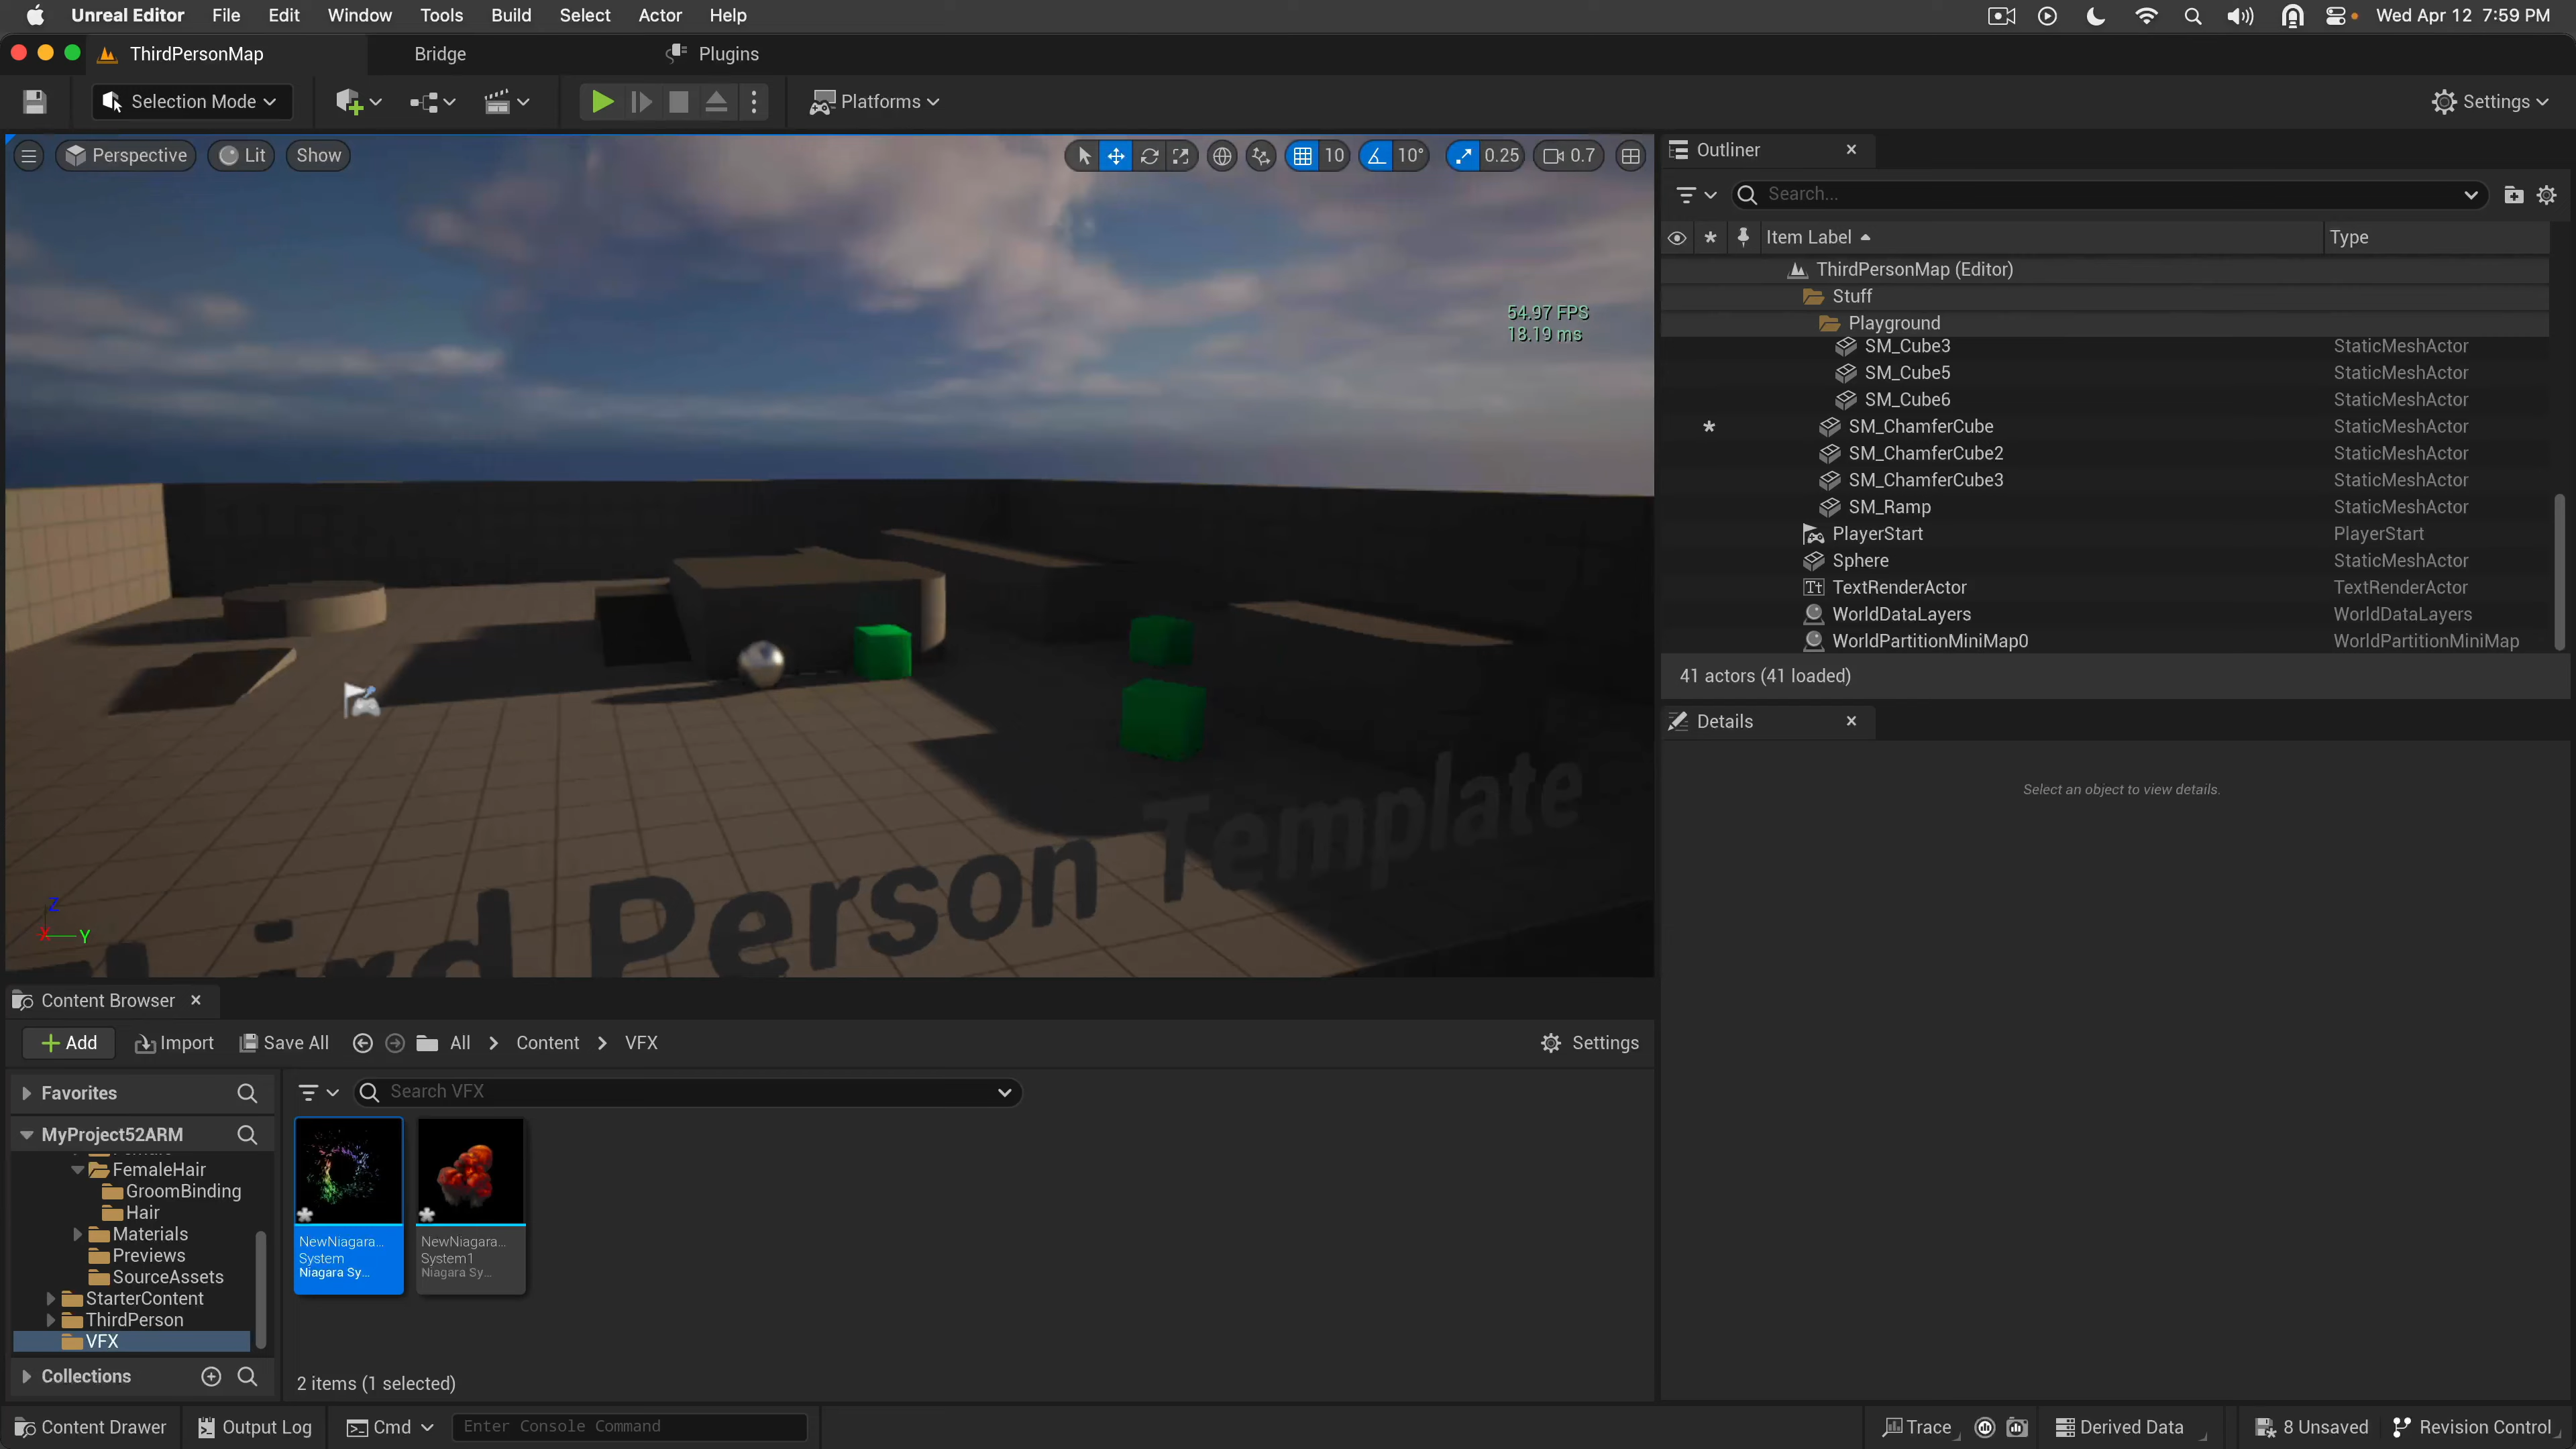 Unreal Editor File Edit Window Tools Build Select Actor Help Wed Apr 12 7:59 PM
ThirdPersonMap Bridge Plugins
Selection Mode Platforms Settings
Perspective Lit Show 10 10° 0.25 0.7
54.97 FPS
18.19 ms
Third Person Template
Z
X Y
Outliner
Search...
Item Label Type
ThirdPersonMap (Editor)
Stuff
Playground
SM_Cube3 StaticMeshActor
SM_Cube5 StaticMeshActor
SM_Cube6 StaticMeshActor
* SM_ChamferCube StaticMeshActor
SM_ChamferCube2 StaticMeshActor
SM_ChamferCube3 StaticMeshActor
SM_Ramp StaticMeshActor
PlayerStart PlayerStart
Sphere StaticMeshActor
TextRenderActor TextRenderActor
WorldDataLayers WorldDataLayers
WorldPartitionMiniMap0 WorldPartitionMiniMap
41 actors (41 loaded)
Details
Select an object to view details.
Content Browser
Add Import Save All All > Content > VFX Settings
Favorites
Search VFX
MyProject52ARM
FemaleHair
GroomBinding
Hair
Materials
Previews
SourceAssets
StarterContent
ThirdPerson
VFX
Collections
NewNiagara...
System
Niagara Sy...
NewNiagara...
System1
Niagara Sy...
2 items (1 selected)
Content Drawer Output Log Cmd Enter Console Command Trace Derived Data 8 Unsaved Revision Control